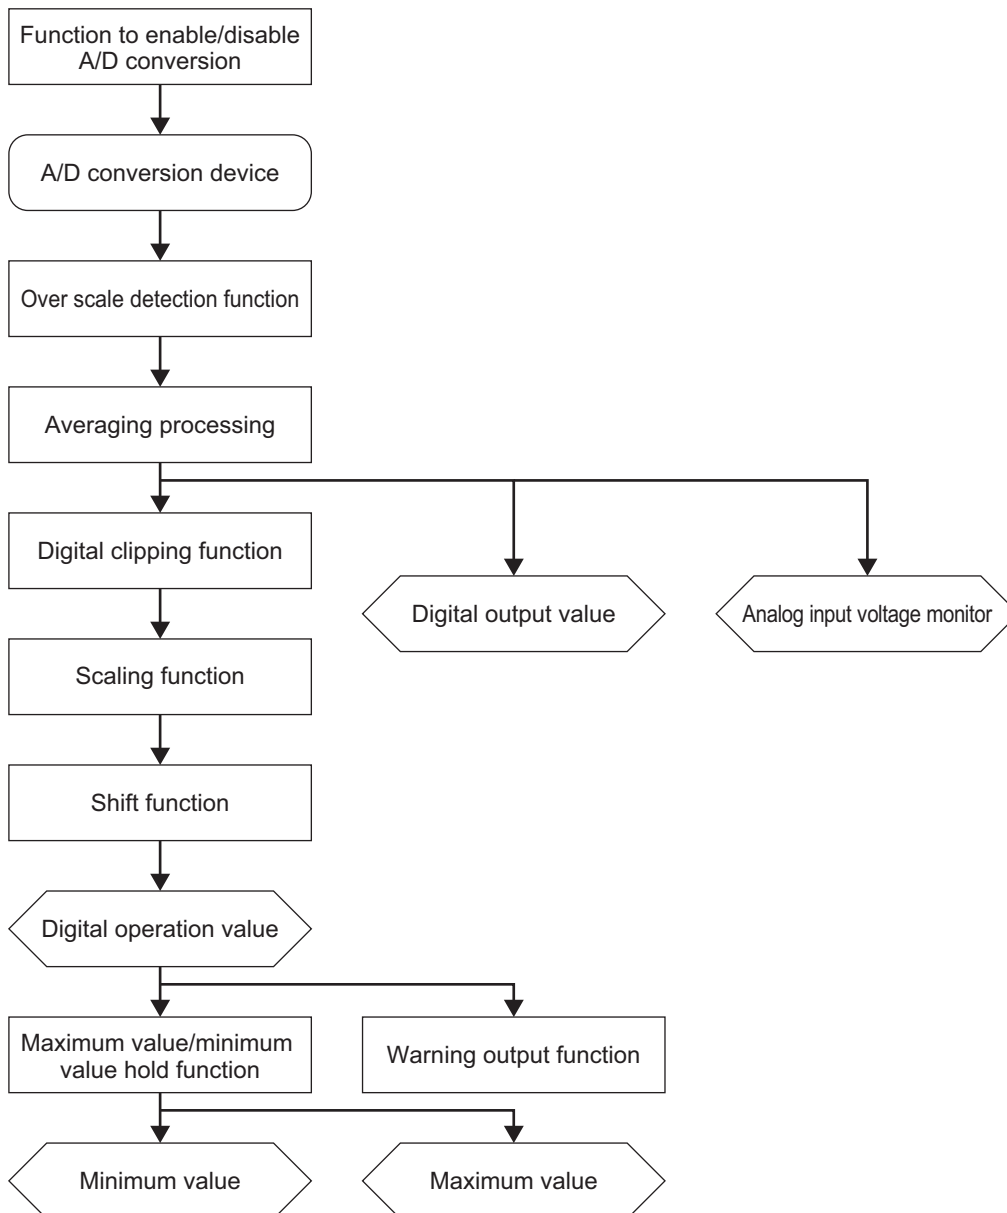 Function to enable/disable
A/D conversion
A/D conversion device
Over scale detection function
Averaging processing
Digital clipping function
Digital output value
Analog input voltage monitor
Scaling function
Shift function
Digital operation value
Maximum value/minimum
value hold function
Warning output function
Minimum value
Maximum value